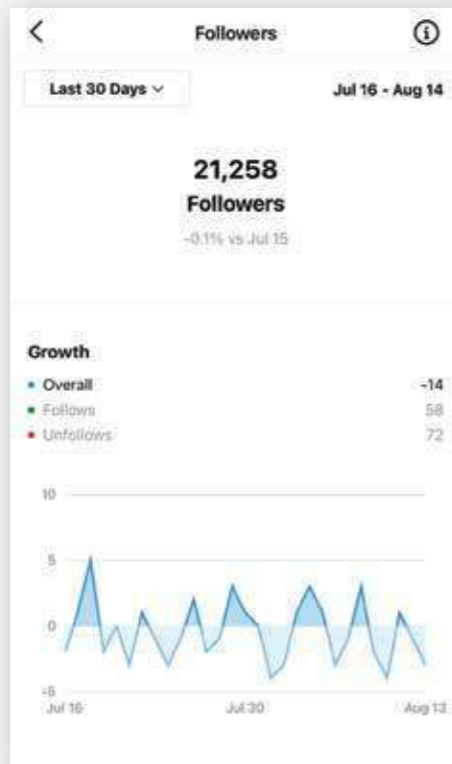 Followers
Last 30 Days
Jul 16 - Aug 14
21,258
Followers
-0.1% vs Jul 15
Growth
Overall -14
Follows 58
Unfollows 72
10
5
0
-5
Jul 16 Jul 30 Aug 13